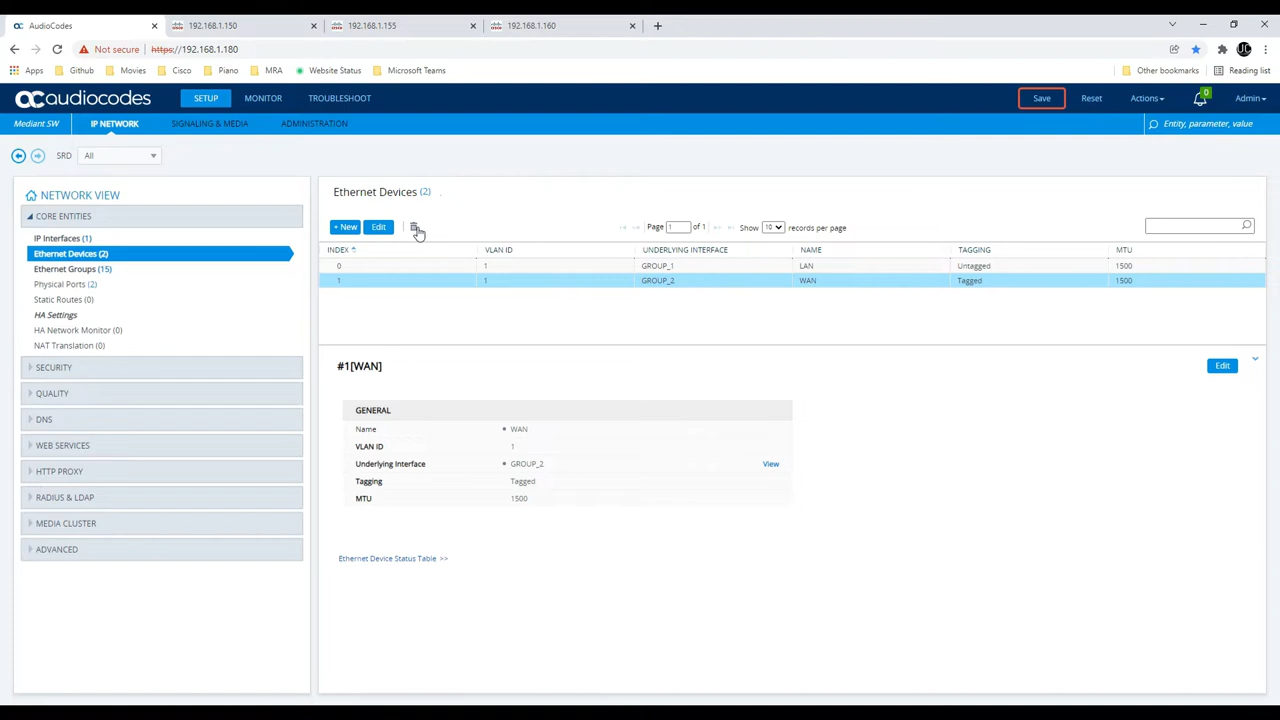 AudioCodes
192.168.1.150
192.168.1.155
192.168.1.160
Not secure https://192.168.1.180
Apps Github Movies Cisco Piano MRA Website Status Microsoft Teams Other bookmarks Reading list
audiocodes SETUP MONITOR TROUBLESHOOT Save Reset Actions 0 Admin
Mediant SW IP NETWORK SIGNALING & MEDIA ADMINISTRATION Entity, parameter, value
SRD All
NETWORK VIEW
CORE ENTITIES
IP Interfaces (1)
Ethernet Devices (2)
Ethernet Groups (15)
Physical Ports (2)
Static Routes (0)
HA Settings
HA Network Monitor (0)
NAT Translation (0)
SECURITY
QUALITY
DNS
WEB SERVICES
HTTP PROXY
RADIUS & LDAP
MEDIA CLUSTER
ADVANCED
Ethernet Devices (2)
+ New Edit Page 1 of 1 Show 10 records per page
INDEX VLAN ID UNDERLYING INTERFACE NAME TAGGING MTU
0 1 GROUP_1 LAN Untagged 1500
1 1 GROUP_2 WAN Tagged 1500
#1[WAN] Edit
GENERAL
Name WAN
VLAN ID 1
Underlying Interface GROUP_2 View
Tagging Tagged
MTU 1500
Ethernet Device Status Table >>